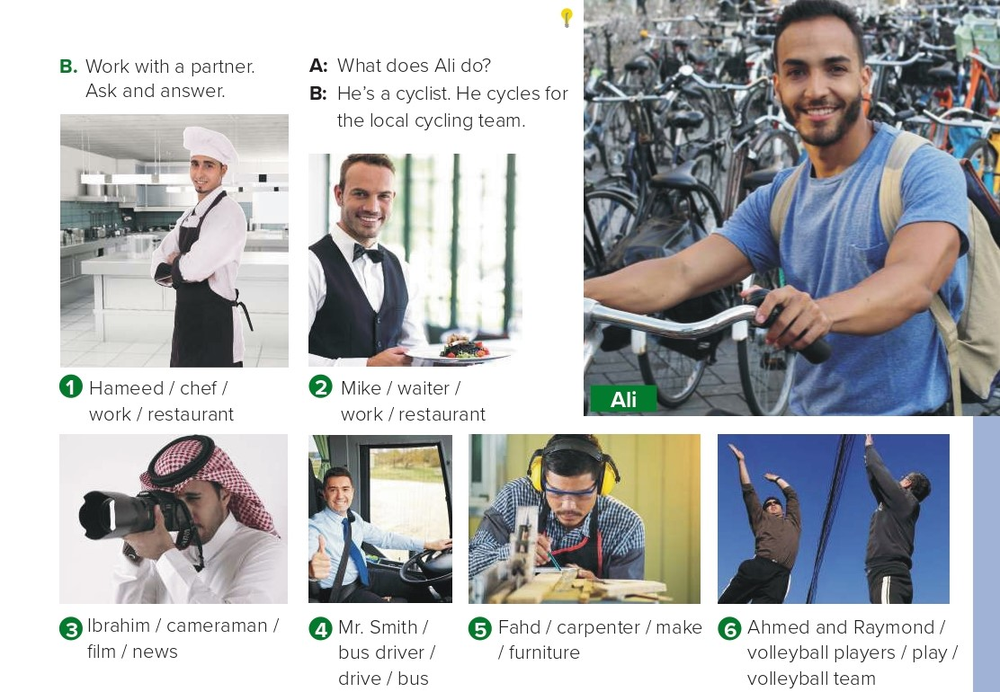 B. Work with a partner.
Ask and answer.
A: What does Ali do?
B: He's a cyclist. He cycles for
the local cycling team.
Ali
1 Hameed / chef /
work / restaurant
2 Mike / waiter /
work / restaurant
3 Ibrahim / cameraman /
film / news
4 Mr. Smith /
bus driver /
drive / bus
5 Fahd / carpenter / make
/ furniture
6 Ahmed and Raymond /
volleyball players / play /
volleyball team